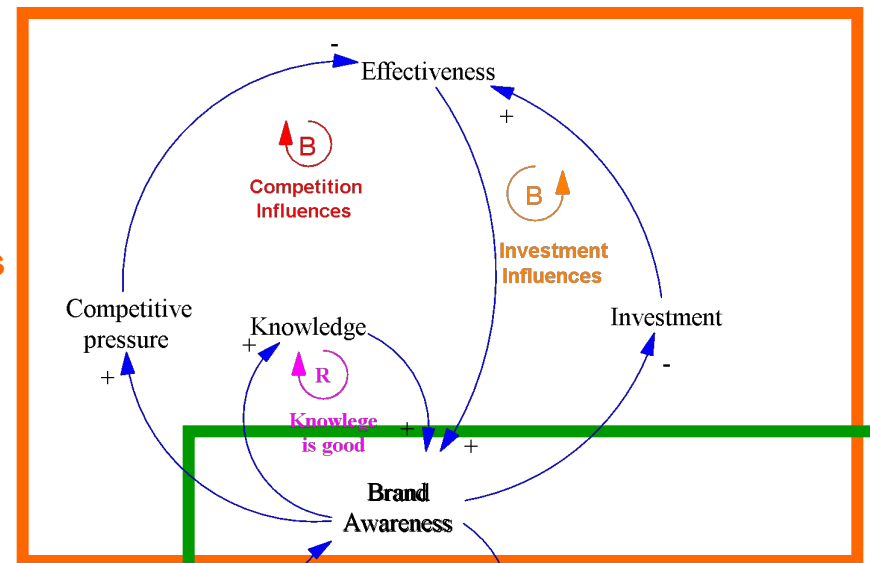 -
Effectiveness
+
B
Competition
Influences
B
Investment
Influences
s
Competitive
pressure
+
Knowledge
+
R
Knowlege
is good
Investment
-
+
+
Brand
Awareness